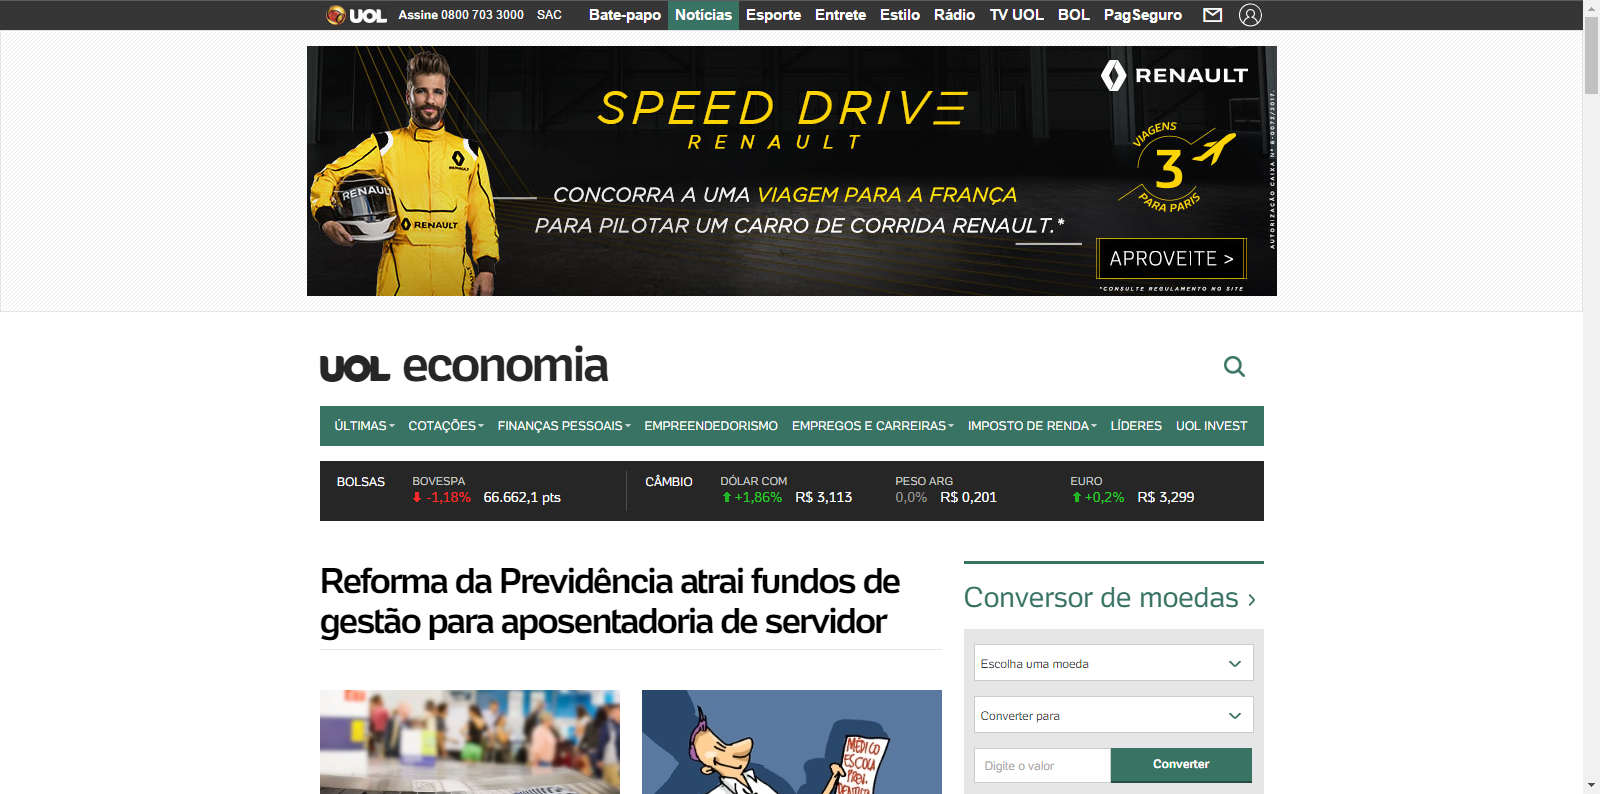 UOL Assine 0800 703 3000 SAC Bate-papo Notícias Esporte Entrete Estilo Rádio TV UOL BOL PagSeguro
RENAULT
SPEED DRIVE
RENAULT
VIAGENS
3
PARA PARIS
CONCORRA A UMA VIAGEM PARA A FRANÇA
PARA PILOTAR UM CARRO DE CORRIDA RENAULT.*
APROVEITE >
*CONSULTE REGULAMENTO NO SITE
AUTORIZAÇÃO CAIXA Nº 6-0072/2017.
RENAULT
RENAULT
RENAULT
UOL economia
ÚLTIMAS COTAÇÕES FINANÇAS PESSOAIS EMPREENDEDORISMO EMPREGOS E CARREIRAS IMPOSTO DE RENDA LÍDERES UOL INVEST
BOLSAS
BOVESPA
-1,18% 66.662,1 pts
CÂMBIO
DÓLAR COM
+1,86% R$ 3,113
PESO ARG
0,0% R$ 0,201
EURO
+0,2% R$ 3,299
Reforma da Previdência atrai fundos de
gestão para aposentadoria de servidor
Conversor de moedas ›
Escolha uma moeda
Converter para
Digite o valor Converter
MÉDICO
ESCOLA
PREV.